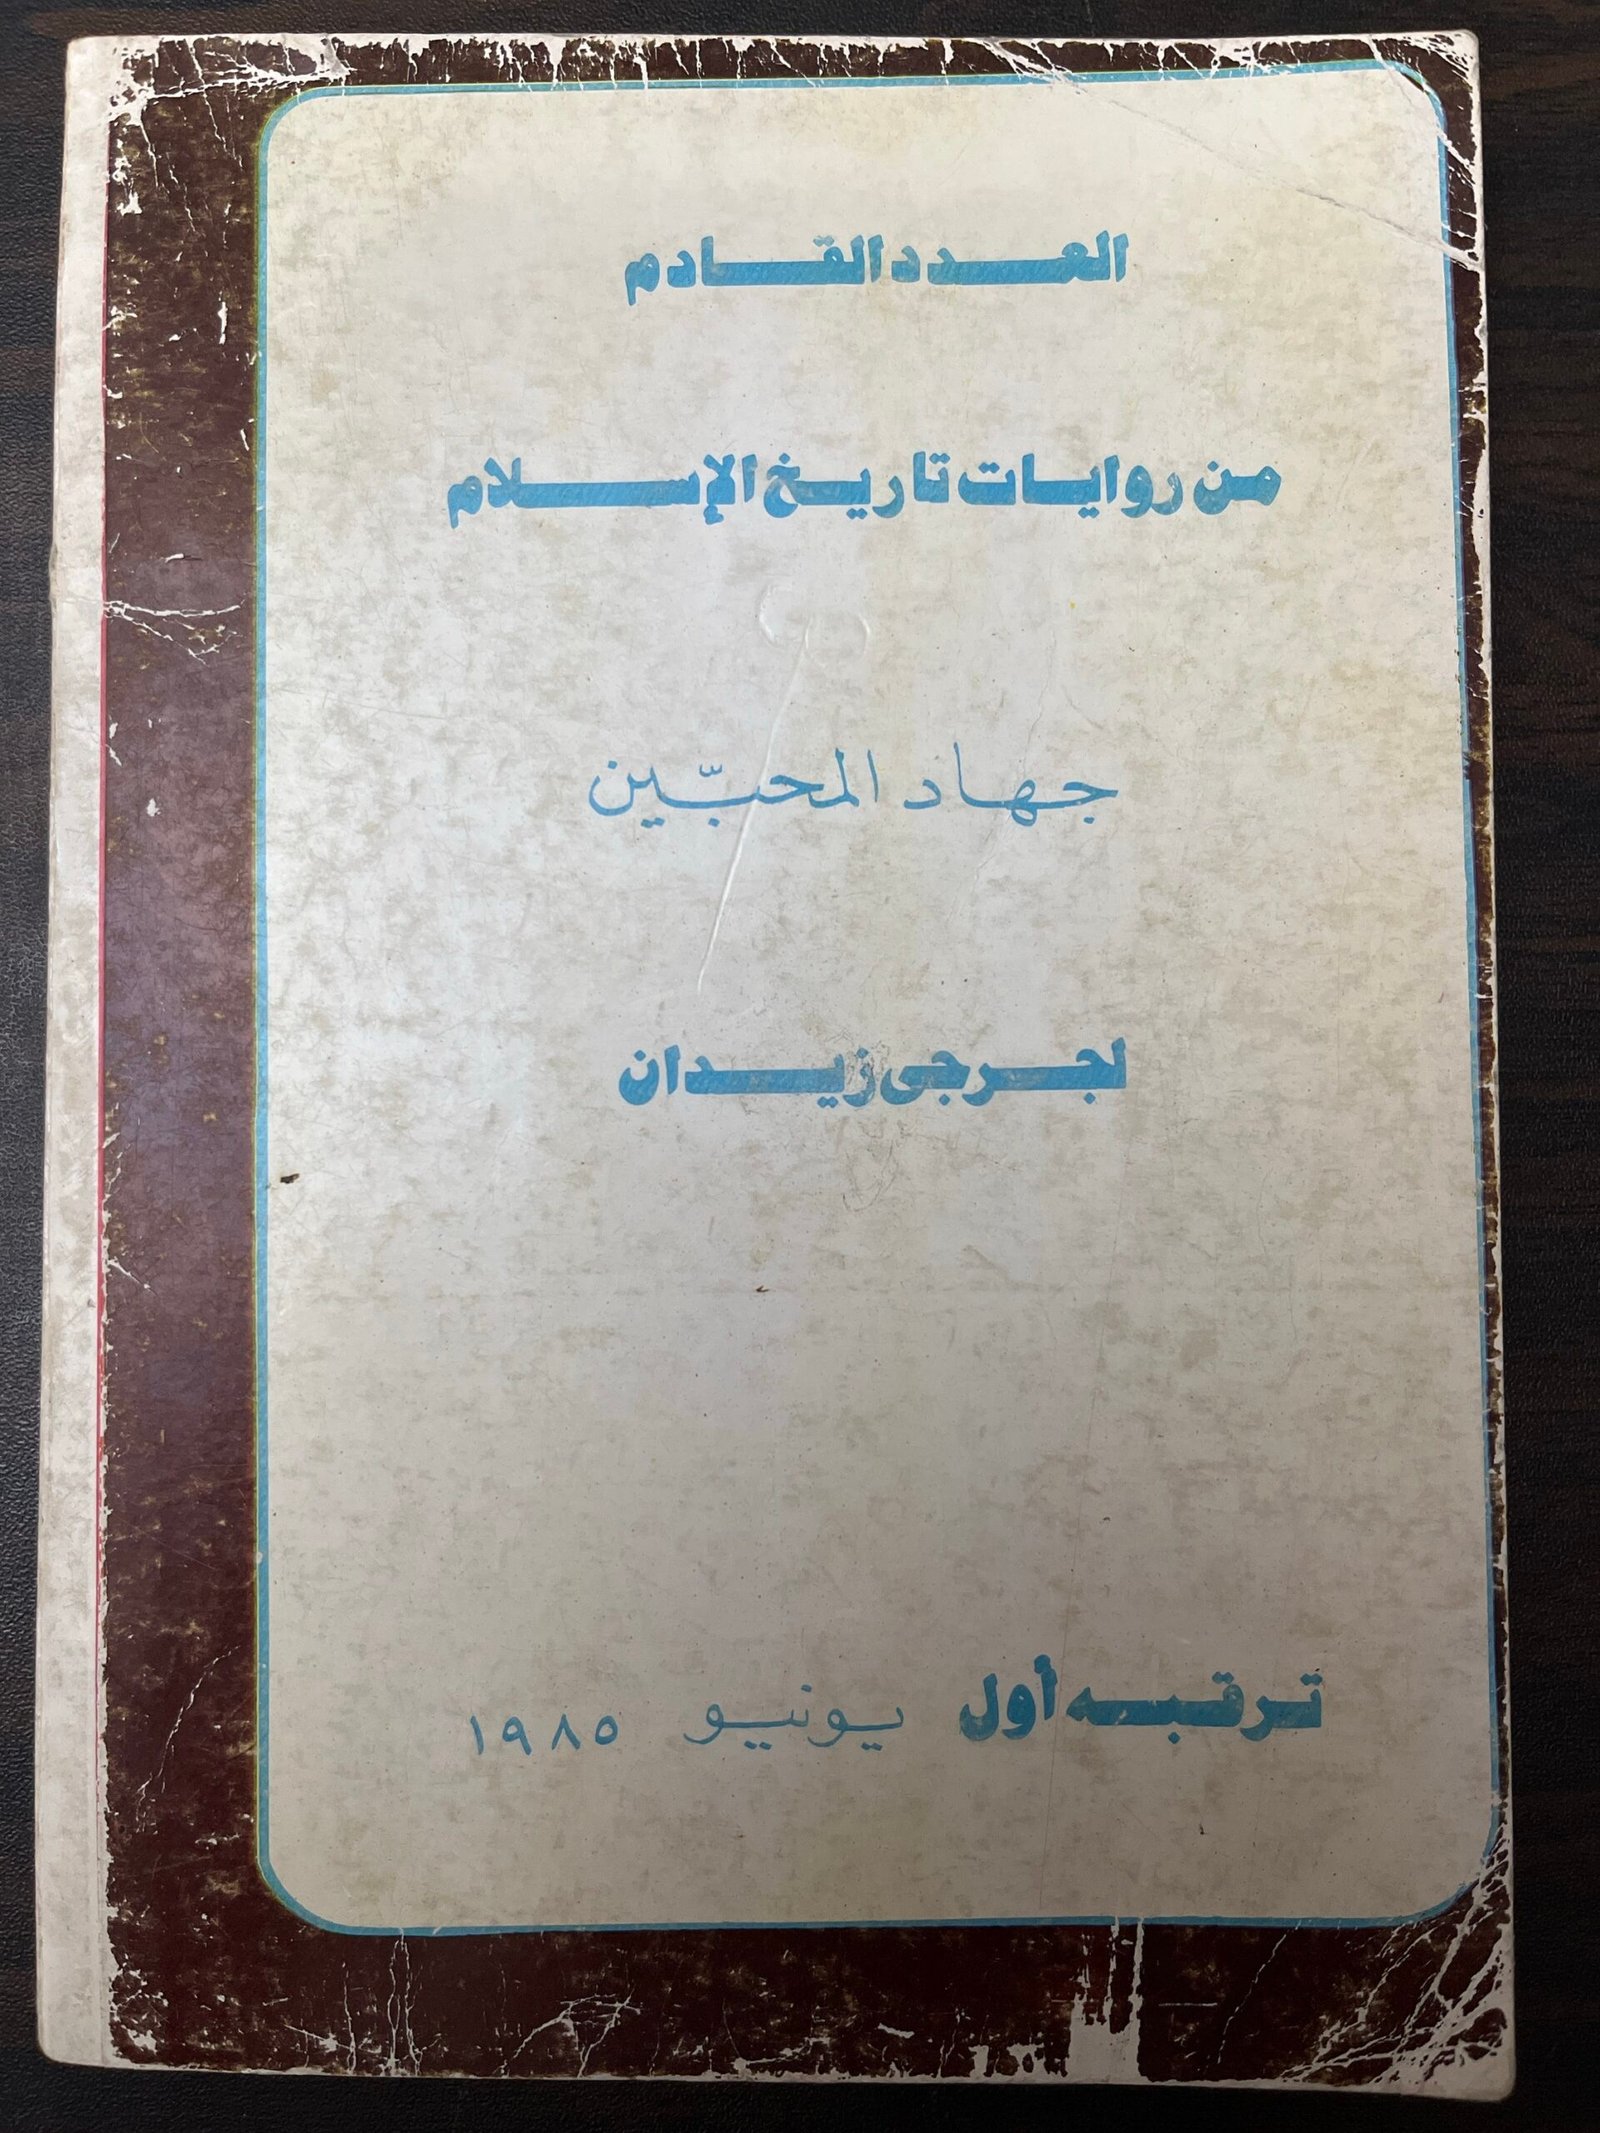 العدد القادم
من روايات تاريخ الإسلام
جهاد المحبّين
لجرجى زيدان
ترقبه أول يونيو ١٩٨٥